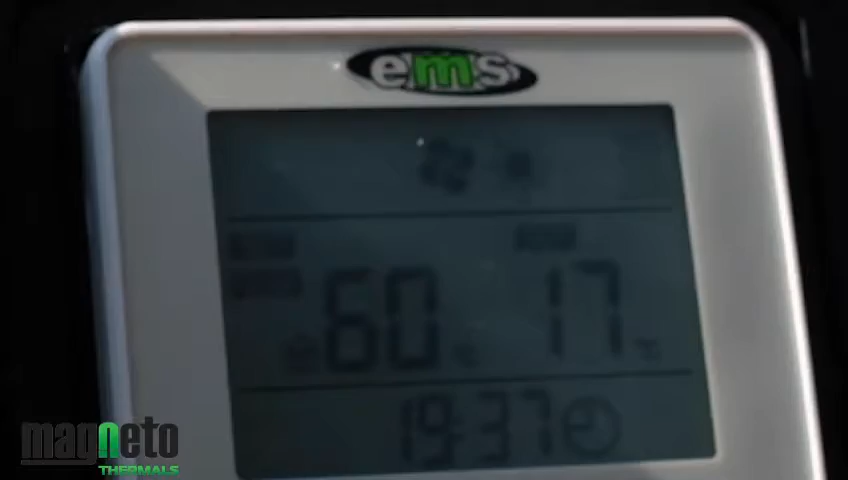 ems
60 °C 17 °C
19:37
magneto
THERMALS